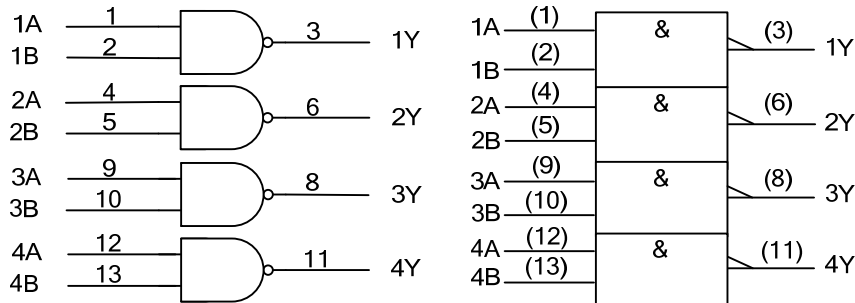 1A 1 3 1Y
1B 2
2A 4 6 2Y
2B 5
3A 9 8 3Y
3B 10
4A 12 11 4Y
4B 13
1A (1) & (3) 1Y
1B (2)
2A (4) & (6) 2Y
2B (5)
3A (9) & (8) 3Y
3B (10)
4A (12) & (11) 4Y
4B (13)